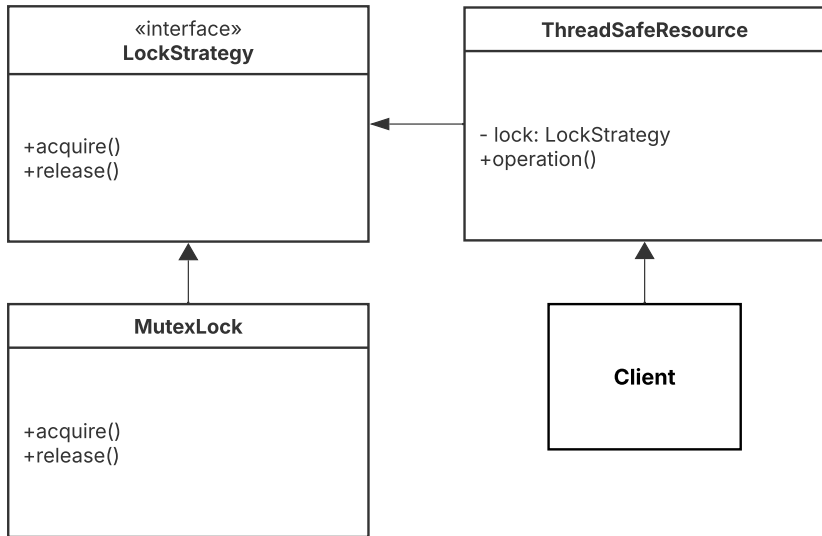 «interface»
LockStrategy
+acquire()
+release()
ThreadSafeResource
- lock: LockStrategy
+operation()
MutexLock
+acquire()
+release()
Client